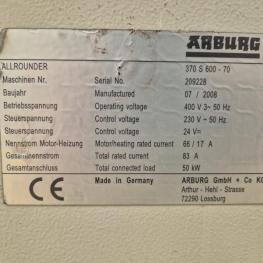 ARBURG
ALLROUNDER 370 S 600 - 70
Maschinen Nr. Serial No. 209228
Baujahr Manufactured 07 / 2008
Betriebsspannung Operating voltage 400 V 3~ 50 Hz
Steuerspannung Control voltage 230 V ~ 50 Hz
Steuerspannung Control voltage 24 V=
Nennstrom Motor-Heizung Motor/heating rated current 66 / 17 A
Gesamtnennstrom Total rated current 83 A
Gesamtanschluss Total connected load 50 kW
CE Made in Germany ARBURG GmbH + Co KG
Arthur - Hehl - Strasse
72290 Lossburg